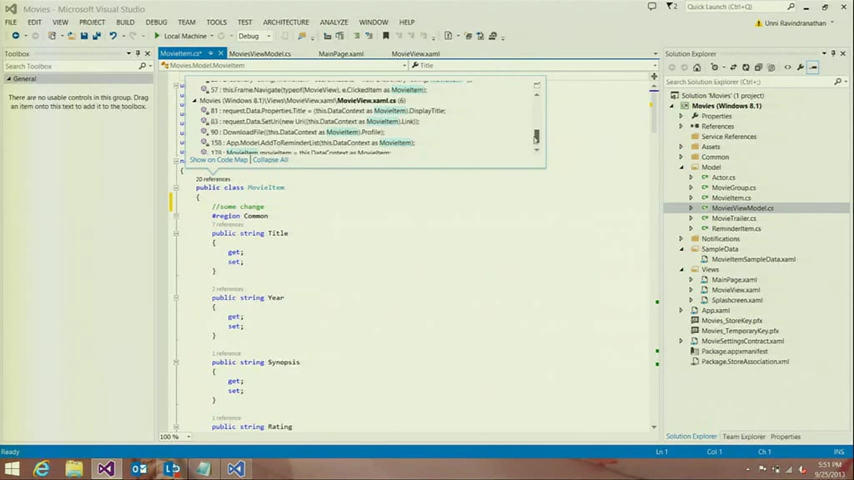 Movies - Microsoft Visual Studio
2
Quick Launch (Ctrl+Q)
FILE EDIT VIEW PROJECT BUILD DEBUG TEAM TOOLS TEST ARCHITECTURE ANALYZE WINDOW HELP
Unni Ravindranathan
Local Machine
Debug
Toolbox
Search Toolbox
General
There are no usable controls in this group. Drag
an item onto this text to add it to the toolbox.
MovieItem.cs*
MoviesViewModel.cs
MainPage.xaml
MovieView.xaml
Movies.Model.MovieItem
Title
57 : this.Frame.Navigate(typeof(MovieView), e.ClickedItem as MovieItem);
Movies (Windows 8.1)\Views\MovieView.xaml\MovieView.xaml.cs (6)
81 : request.Data.Properties.Title = (this.DataContext as MovieItem).DisplayTitle;
83 : request.Data.SetUri(new Uri((this.DataContext as MovieItem).Link));
90 : DownloadFile((this.DataContext as MovieItem).Profile);
158 : App.Model.AddToReminderList(this.DataContext as MovieItem);
178 : MovieItem movieItem = this.DataContext as MovieItem;
Show on Code Map | Collapse All
{
20 references
public class MovieItem
{
//some change
#region Common
7 references
public string Title
{
get;
set;
}
2 references
public string Year
{
get;
set;
}
1 reference
public string Synopsis
{
get;
set;
}
1 reference
public string Rating
100 %
Solution Explorer
Search Solution Explorer (Ctrl+;)
Solution 'Movies' (1 project)
Movies (Windows 8.1)
Properties
References
Service References
Assets
Common
Model
Actor.cs
MovieGroup.cs
MovieItem.cs
MoviesViewModel.cs
MovieTrailer.cs
ReminderItem.cs
Notifications
SampleData
MovieItemSampleData.xaml
Views
MainPage.xaml
MovieView.xaml
Splashscreen.xaml
App.xaml
Movies_StoreKey.pfx
Movies_TemporaryKey.pfx
MovieSettingsContract.xaml
Package.appxmanifest
Package.StoreAssociation.xml
Solution Explorer Team Explorer Properties
Ready
Ln 1
Col 1
Ch 1
INS
5:51 PM
9/25/2013